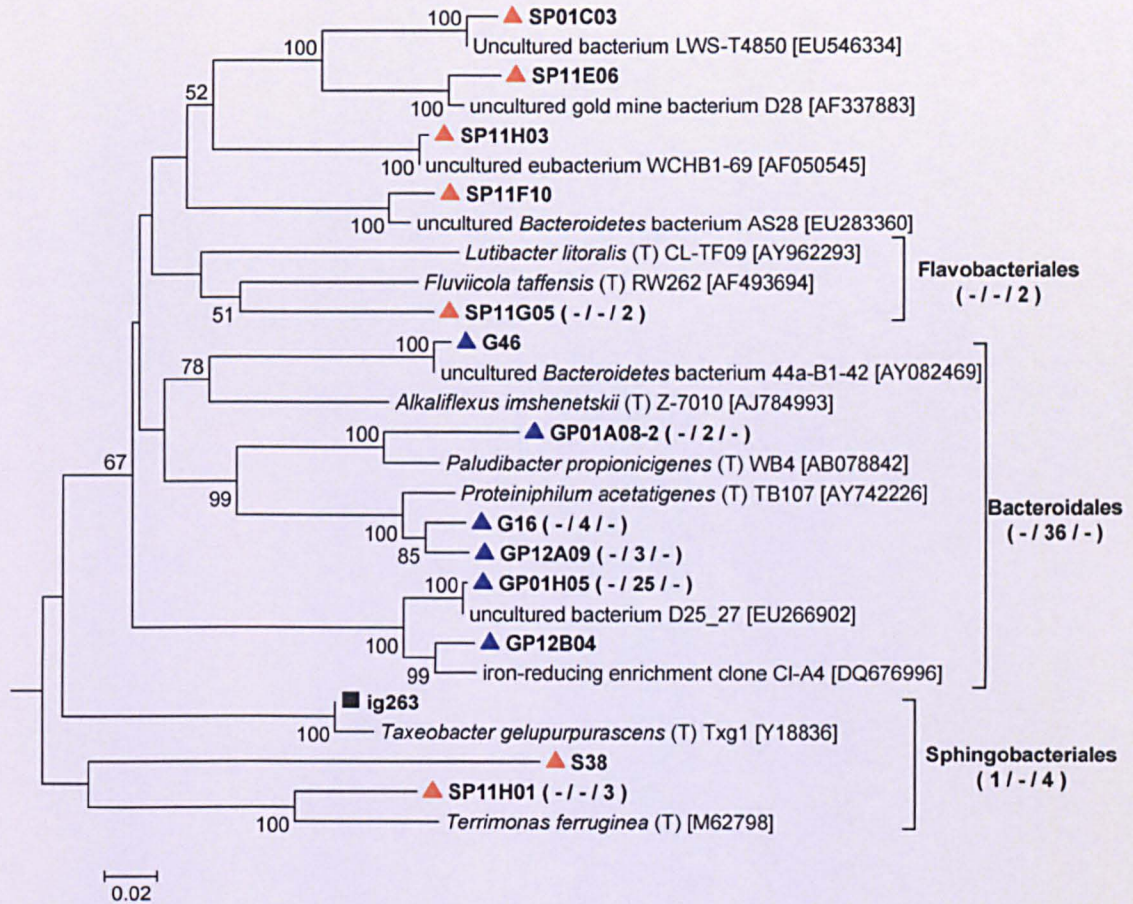 100
SP01C03
100
Uncultured bacterium LWS-T4850 [EU546334]
SP11E06
52
100
uncultured gold mine bacterium D28 [AF337883]
SP11H03
100
uncultured eubacterium WCHB1-69 [AF050545]
SP11F10
100
uncultured Bacteroidetes bacterium AS28 [EU283360]
Lutibacter litoralis (T) CL-TF09 [AY962293]
Flavobacteriales
( - / - / 2 )
Fluviicola taffensis (T) RW262 [AF493694]
51
SP11G05 ( - / - / 2 )
100
G46
78
uncultured Bacteroidetes bacterium 44a-B1-42 [AY082469]
Alkaliflexus imshenetskii (T) Z-7010 [AJ784993]
100
GP01A08-2 ( - / 2 / - )
67
Paludibacter propionicigenes (T) WB4 [AB078842]
99
Proteiniphilum acetatigenes (T) TB107 [AY742226]
Bacteroidales
( - / 36 / - )
100
G16 ( - / 4 / - )
85
GP12A09 ( - / 3 / - )
100
GP01H05 ( - / 25 / - )
uncultured bacterium D25_27 [EU266902]
100
GP12B04
99
iron-reducing enrichment clone Cl-A4 [DQ676996]
ig263
100
Taxeobacter gelupurpurascens (T) Txg1 [Y18836]
Sphingobacteriales
( 1 / - / 4 )
S38
SP11H01 ( - / - / 3 )
100
Terrimonas ferruginea (T) [M62798]
0.02